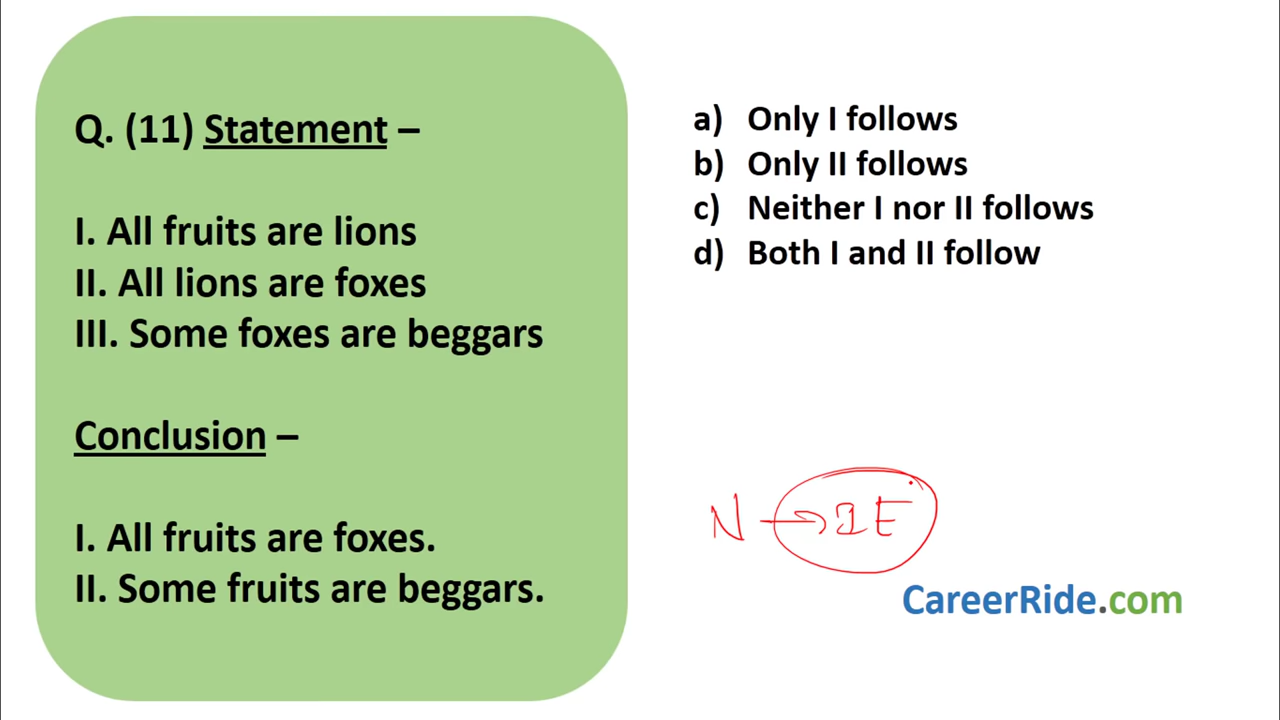 Q. (11) Statement –
I. All fruits are lions
II. All lions are foxes
III. Some foxes are beggars
Conclusion –
I. All fruits are foxes.
II. Some fruits are beggars.
a) Only I follows
b) Only II follows
c) Neither I nor II follows
d) Both I and II follow
N → IE
CareerRide.com